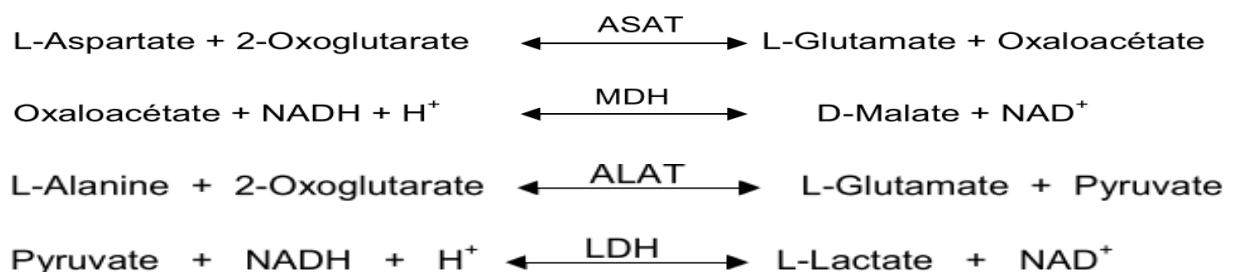 L-Aspartate + 2-Oxoglutarate ASAT L-Glutamate + Oxaloacétate
Oxaloacétate + NADH + H⁺ MDH D-Malate + NAD⁺
L-Alanine + 2-Oxoglutarate ALAT L-Glutamate + Pyruvate
Pyruvate + NADH + H⁺ LDH L-Lactate + NAD⁺